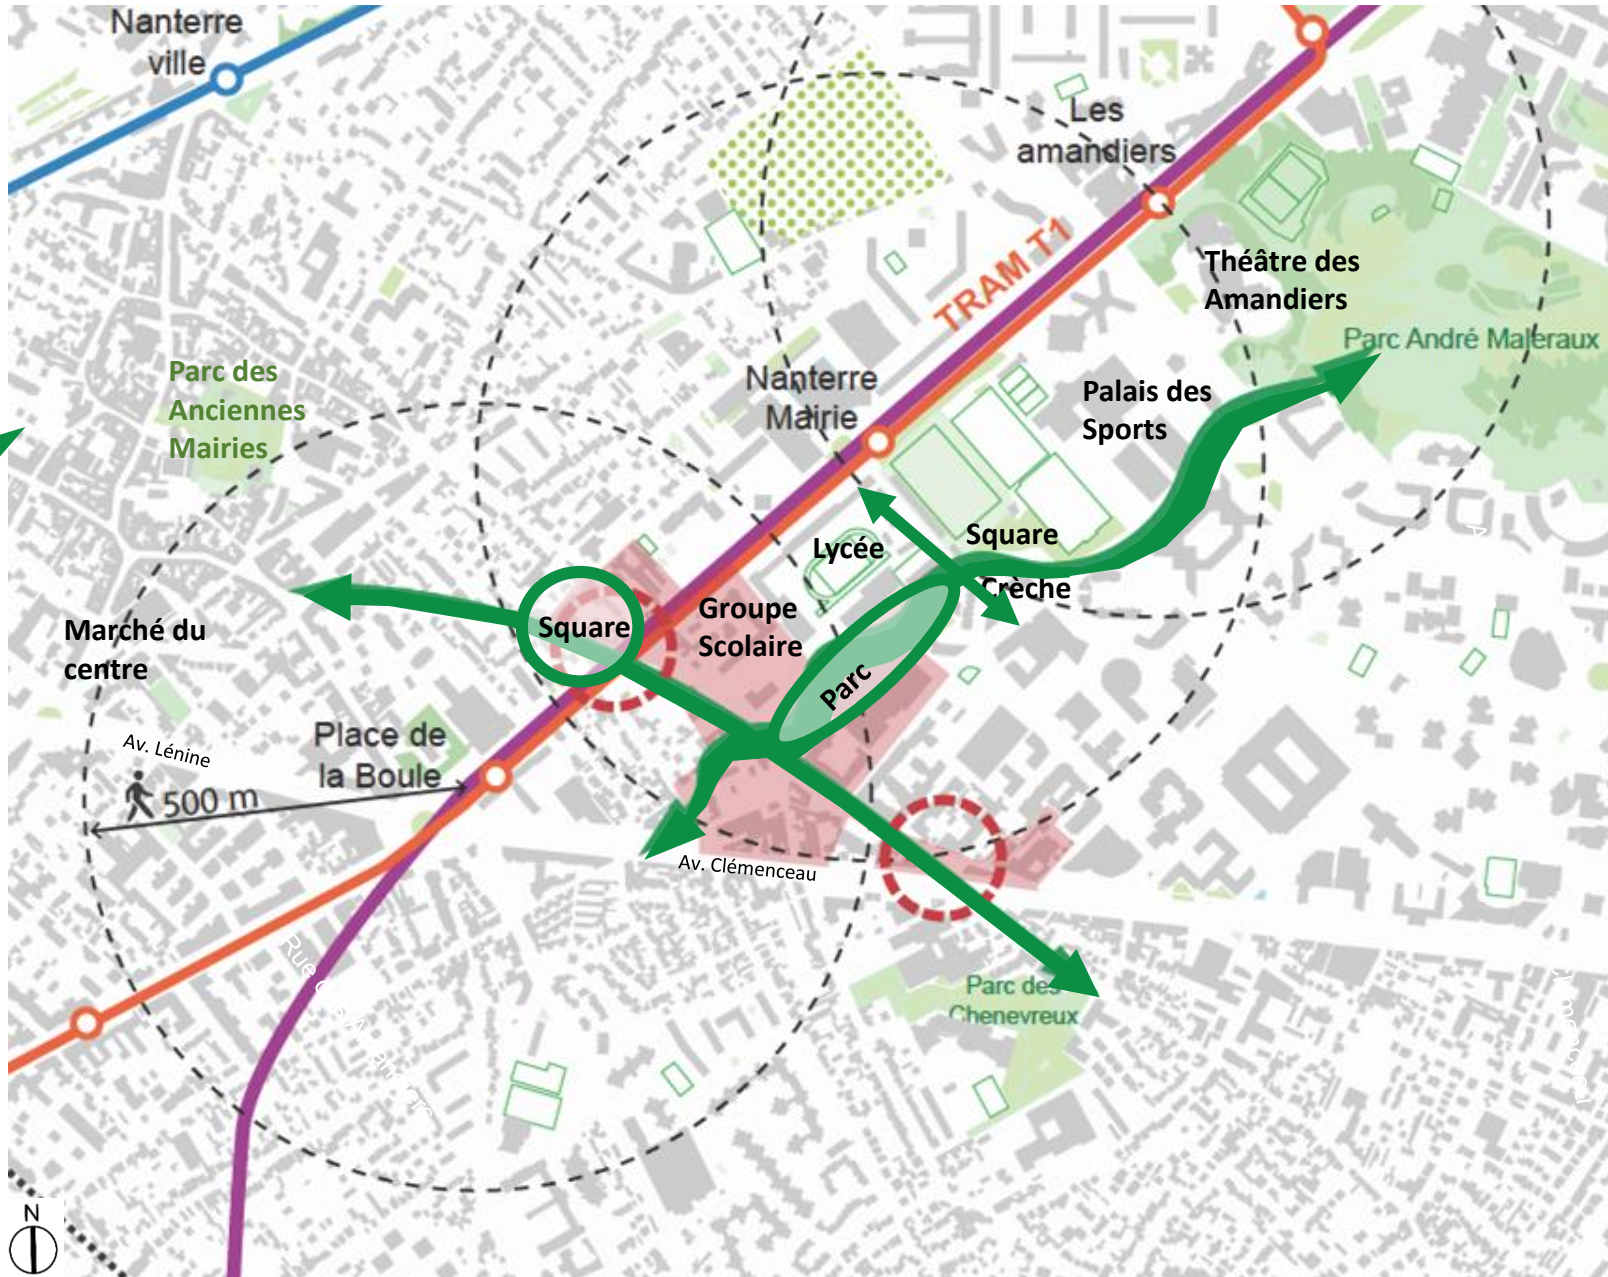 Nanterre
ville
Les
amandiers
TRAM T1
Théâtre des
Amandiers
Parc André Maleraux
Parc des
Anciennes
Mairies
Nanterre
Mairie
Palais des
Sports
Lycée
Square
Crèche
Groupe
Scolaire
Square
Marché du
centre
Parc
Place de
la Boule
Av. Lénine
500 m
Av. Clémenceau
Parc des
Chenevreux
Rue
N